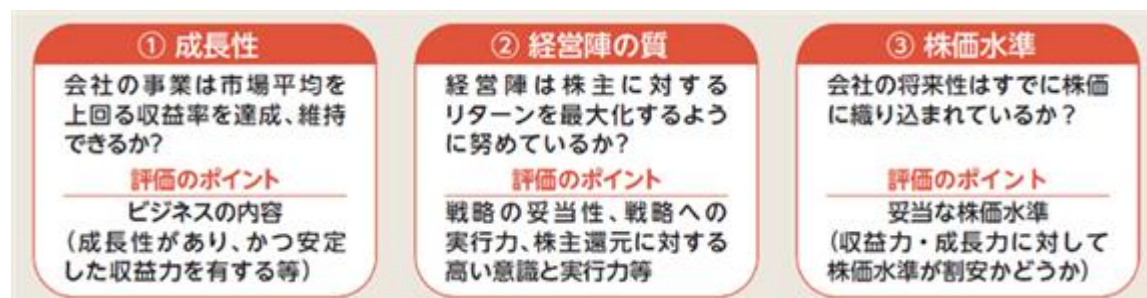 ① 成長性
会社の事業は市場平均を
上回る収益率を達成、維持
できるか?
評価のポイント
ビジネスの内容
（成長性があり、かつ安定
した収益力を有する等）
② 経営陣の質
経営陣は株主に対する
リターンを最大化するよう
に努めているか?
評価のポイント
戦略の妥当性、戦略への
実行力、株主還元に対する
高い意識と実行力等
③ 株価水準
会社の将来性はすでに株価
に織り込まれているか？
評価のポイント
妥当な株価水準
（収益力・成長力に対して
株価水準が割安かどうか）